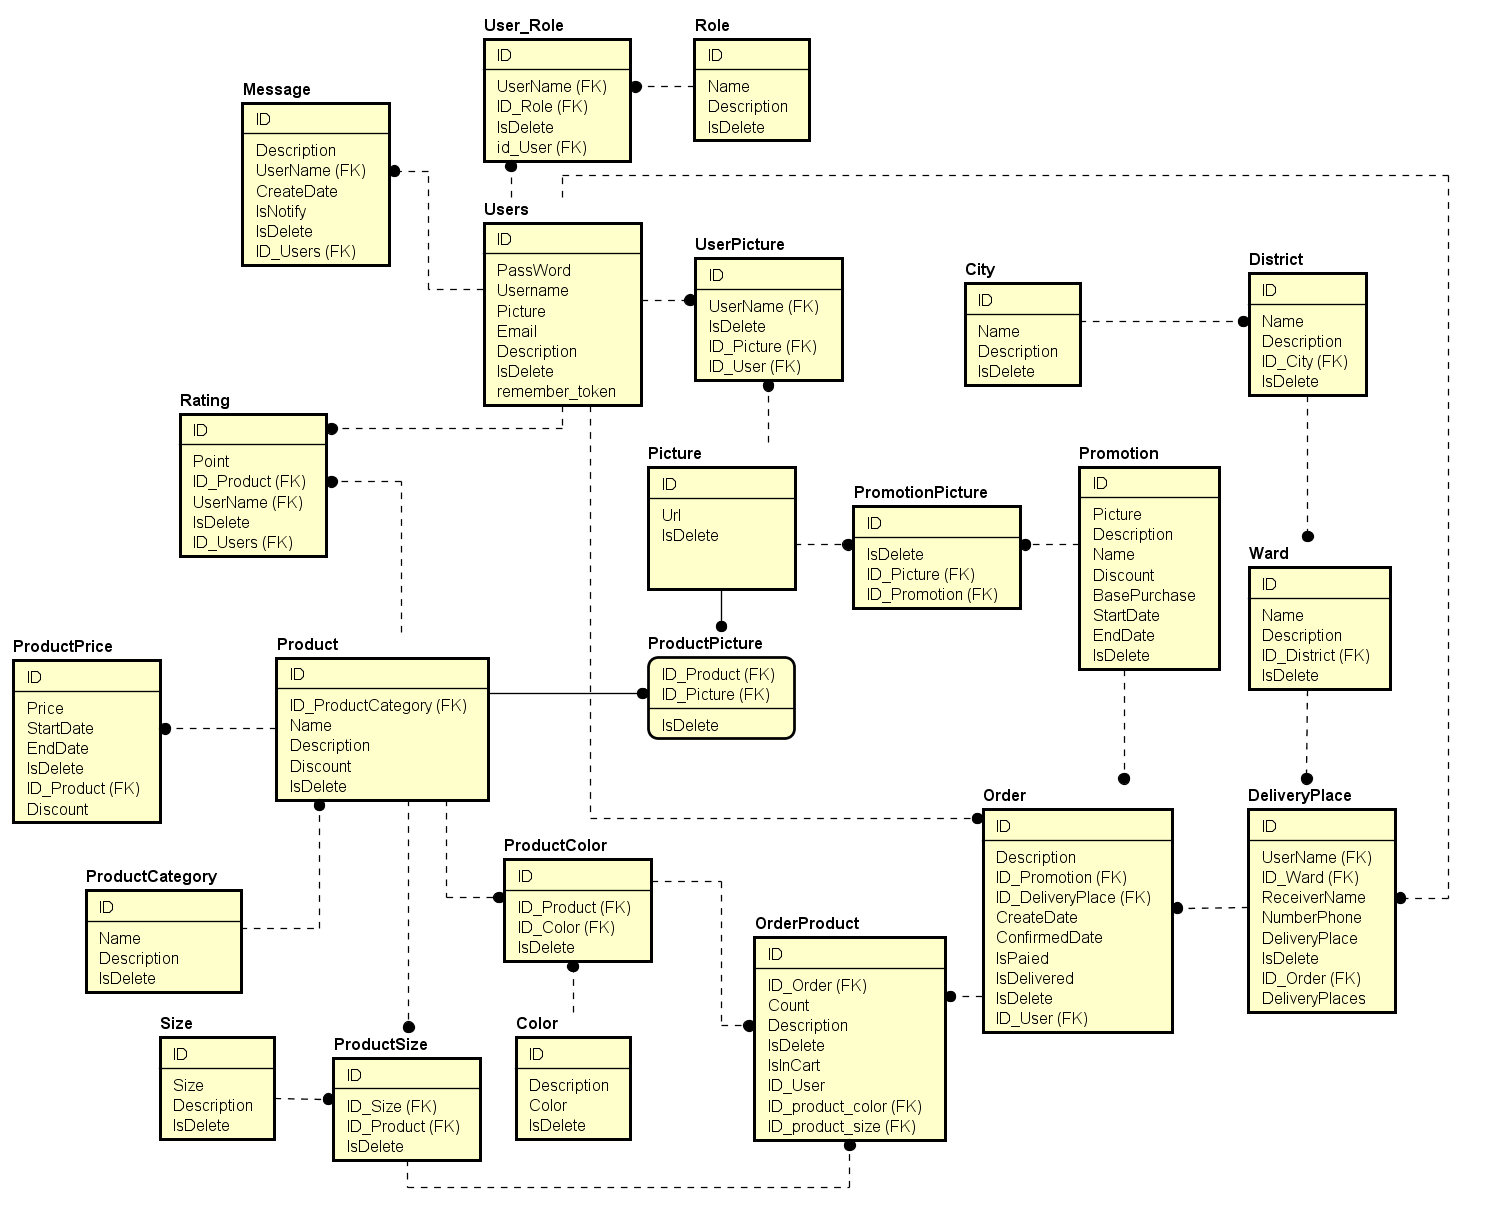 User_Role
ID
UserName (FK)
ID_Role (FK)
IsDelete
id_User (FK)
Role
ID
Name
Description
IsDelete
Message
ID
Description
UserName (FK)
CreateDate
IsNotify
IsDelete
ID_Users (FK)
Users
ID
PassWord
Username
Picture
Email
Description
IsDelete
remember_token
UserPicture
ID
UserName (FK)
IsDelete
ID_Picture (FK)
ID_User (FK)
City
ID
Name
Description
IsDelete
District
ID
Name
Description
ID_City (FK)
IsDelete
Rating
ID
Point
ID_Product (FK)
UserName (FK)
IsDelete
ID_Users (FK)
Picture
ID
Url
IsDelete
PromotionPicture
ID
IsDelete
ID_Picture (FK)
ID_Promotion (FK)
Promotion
ID
Picture
Description
Name
Discount
BasePurchase
StartDate
EndDate
IsDelete
Ward
ID
Name
Description
ID_District (FK)
IsDelete
ProductPrice
ID
Price
StartDate
EndDate
IsDelete
ID_Product (FK)
Discount
Product
ID
ID_ProductCategory (FK)
Name
Description
Discount
IsDelete
ProductPicture
ID_Product (FK)
ID_Picture (FK)
IsDelete
Order
ID
Description
ID_Promotion (FK)
ID_DeliveryPlace (FK)
CreateDate
ConfirmedDate
IsPaied
IsDelivered
IsDelete
ID_User (FK)
DeliveryPlace
ID
UserName (FK)
ID_Ward (FK)
ReceiverName
NumberPhone
DeliveryPlace
IsDelete
ID_Order (FK)
DeliveryPlaces
ProductCategory
ID
Name
Description
IsDelete
ProductColor
ID
ID_Product (FK)
ID_Color (FK)
IsDelete
OrderProduct
ID
ID_Order (FK)
Count
Description
IsDelete
IsInCart
ID_User
ID_product_color (FK)
ID_product_size (FK)
Size
ID
Size
Description
IsDelete
ProductSize
ID
ID_Size (FK)
ID_Product (FK)
IsDelete
Color
ID
Description
Color
IsDelete